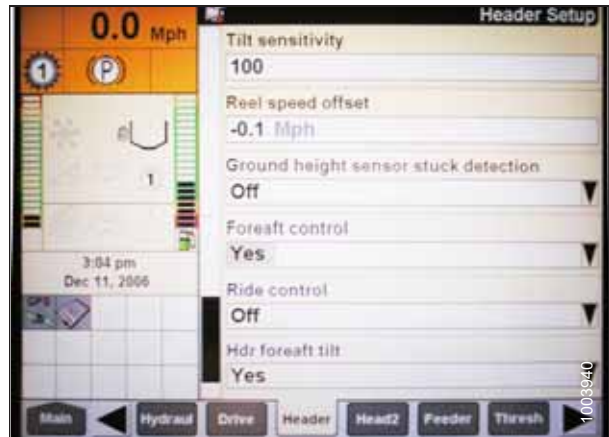 0.0 Mph
1
(P)
1
3:04 pm
Dec 11, 2006
GPS
Header Setup
Tilt sensitivity
100
Reel speed offset
-0.1 Mph
Ground height sensor stuck detection
Off
Foreaft control
Yes
Ride control
Off
Hdr foreaft tilt
Yes
Main
Hydraul
Drive
Header
Head2
Feeder
Thresh
1003940